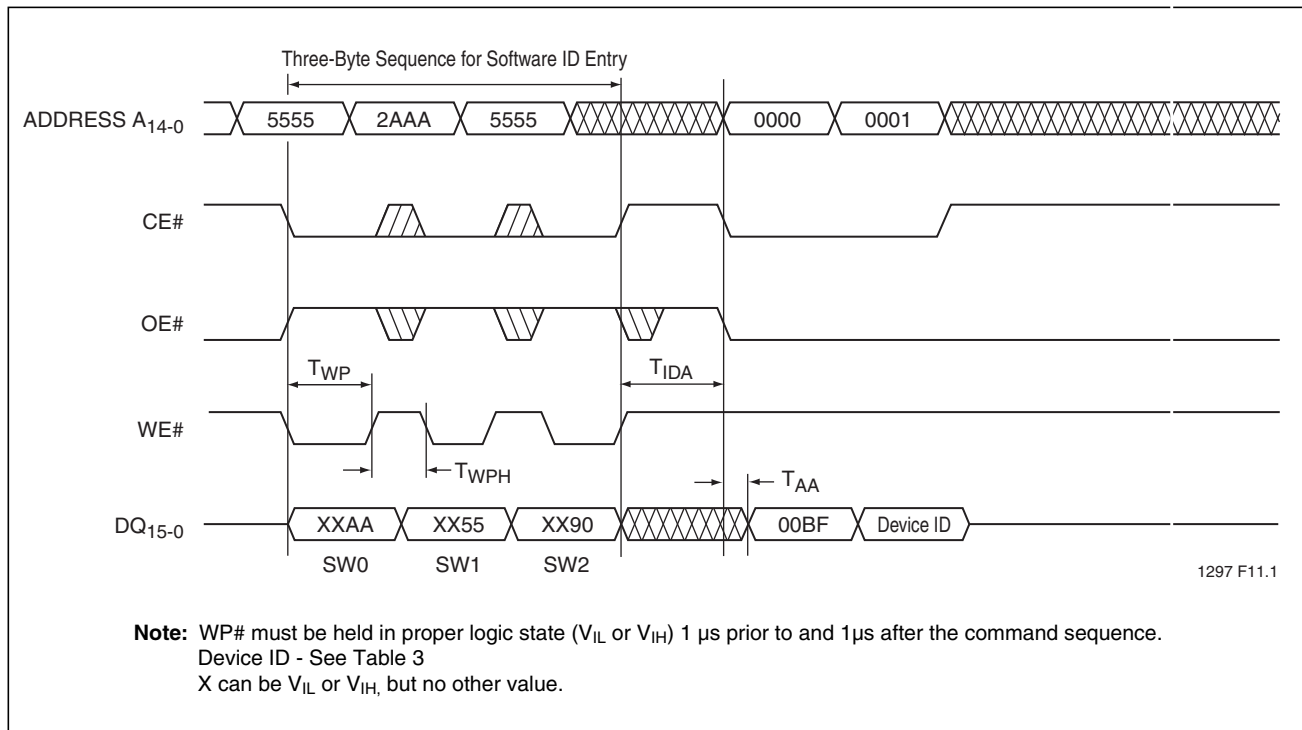 Three-Byte Sequence for Software ID Entry
ADDRESS A14-0
5555 2AAA 5555 0000 0001
CE#
OE#
TWP TIDA
WE#
TWPH TAA
DQ15-0
XXAA XX55 XX90 00BF Device ID
SW0 SW1 SW2
1297 F11.1
Note: WP# must be held in proper logic state (VIL or VIH) 1 µs prior to and 1µs after the command sequence.
Device ID - See Table 3
X can be VIL or VIH, but no other value.